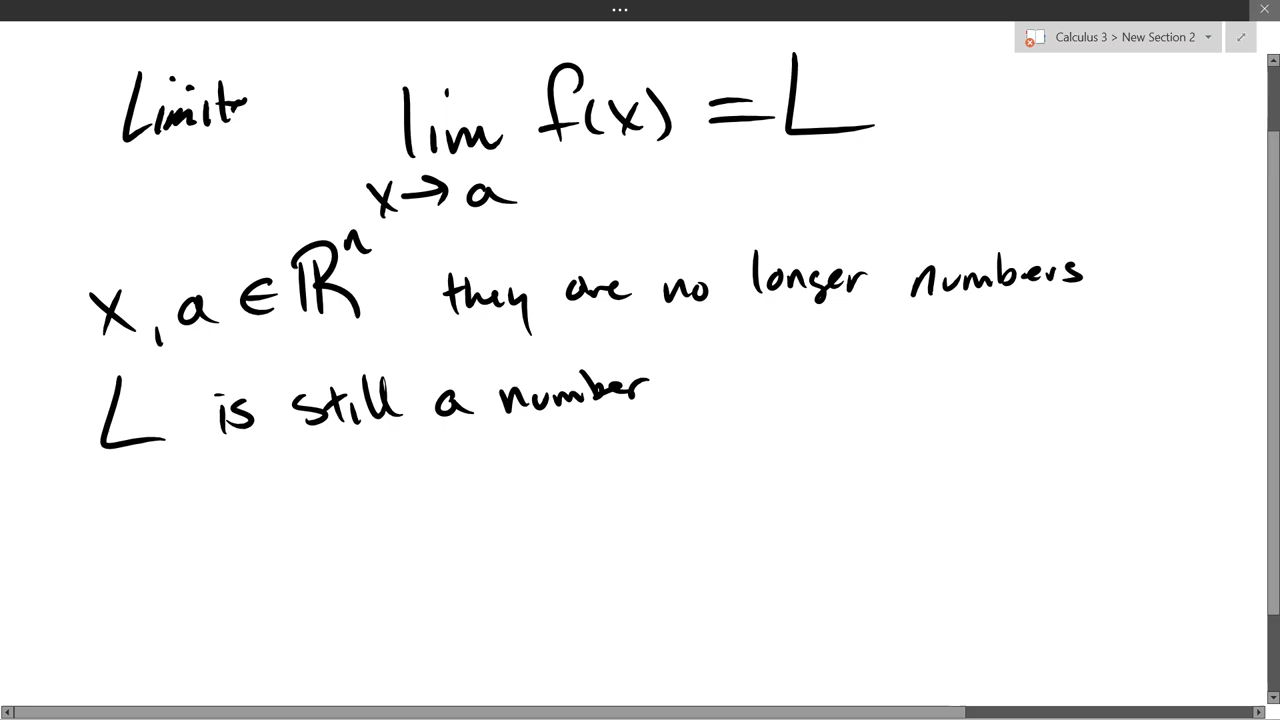 Calculus 3 > New Section 2
Limits lim f(x) = L
x → a
x, a ∈ ℝⁿ they are no longer numbers
L is still a number